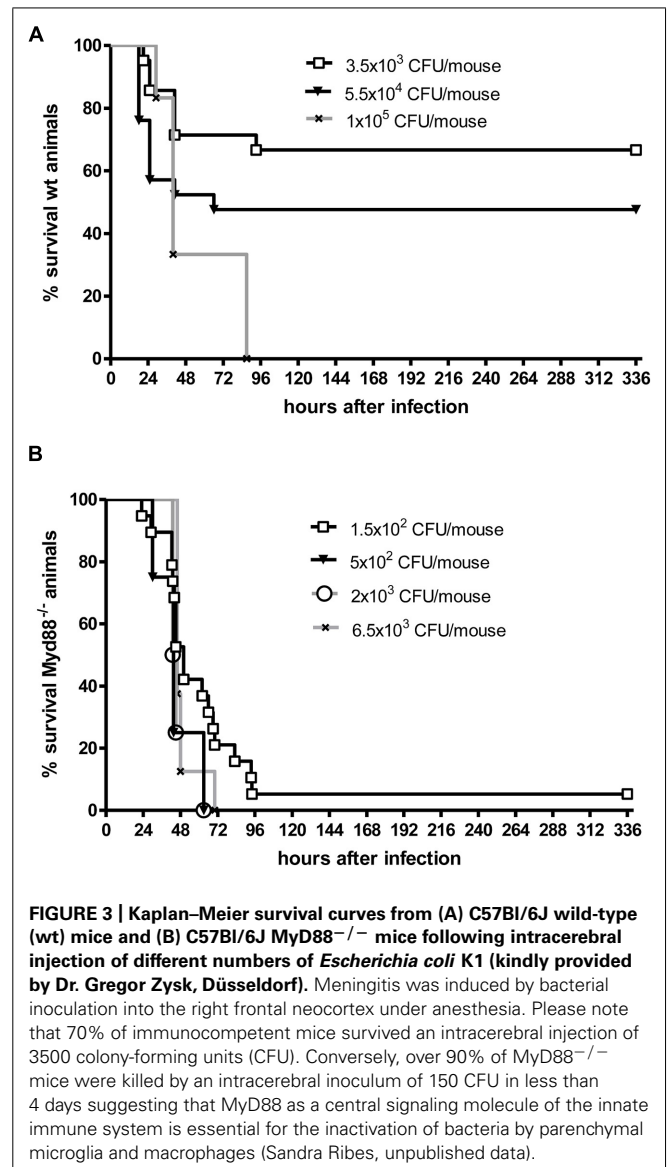 A
100
80
60
40
20
0
% survival wt animals
3.5x10³ CFU/mouse
5.5x10⁴ CFU/mouse
1x10⁵ CFU/mouse
0 24 48 72 96 120 144 168 192 216 240 264 288 312 336
hours after infection
B
100
80
60
40
20
0
% survival Myd88⁻/⁻ animals
1.5x10² CFU/mouse
5x10² CFU/mouse
2x10³ CFU/mouse
6.5x10³ CFU/mouse
0 24 48 72 96 120 144 168 192 216 240 264 288 312 336
hours after infection
FIGURE 3 | Kaplan–Meier survival curves from (A) C57Bl/6J wild-type
(wt) mice and (B) C57Bl/6J MyD88−/− mice following intracerebral
injection of different numbers of Escherichia coli K1 (kindly provided
by Dr. Gregor Zysk, Düsseldorf). Meningitis was induced by bacterial
inoculation into the right frontal neocortex under anesthesia. Please note
that 70% of immunocompetent mice survived an intracerebral injection of
3500 colony-forming units (CFU). Conversely, over 90% of MyD88−/−
mice were killed by an intracerebral inoculum of 150 CFU in less than
4 days suggesting that MyD88 as a central signaling molecule of the innate
immune system is essential for the inactivation of bacteria by parenchymal
microglia and macrophages (Sandra Ribes, unpublished data).